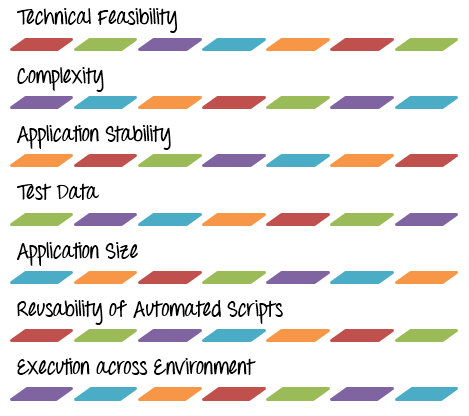 Technical Feasibility
Complexity
Application Stability
Test Data
Application Size
Reusability of Automated Scripts
Execution across Environment